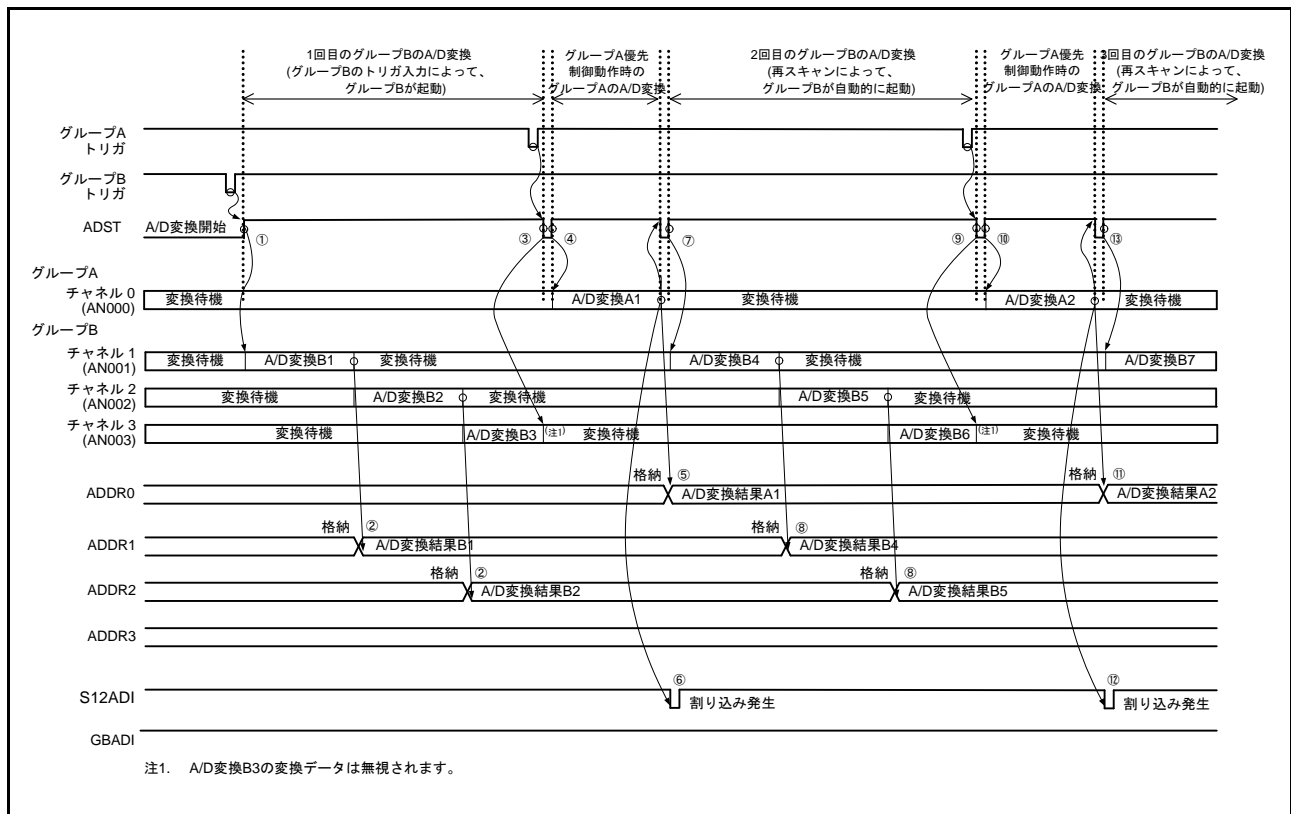 1回目のグループBのA/D変換
(グループBのトリガ入力によって、
グループBが起動)
グループA優先
制御動作時の
グループAのA/D変換
2回目のグループBのA/D変換
(再スキャンによって、
グループBが自動的に起動)
グループA優先
制御動作時の
グループAのA/D変換
3回目のグループBのA/D変換
(再スキャンによって、
グループBが自動的に起動)
グループA
トリガ
グループB
トリガ
ADST A/D変換開始 ① ③ ④ ⑦ ⑨ ⑩ ⑬
グループA
チャネル 0
(AN000)
変換待機 A/D変換A1 変換待機 A/D変換A2 変換待機
グループB
チャネル 1
(AN001)
変換待機 A/D変換B1 変換待機 A/D変換B4 変換待機 A/D変換B7
チャネル 2
(AN002)
変換待機 A/D変換B2 変換待機 A/D変換B5 変換待機
チャネル 3
(AN003)
変換待機 A/D変換B3 (注1) 変換待機 A/D変換B6 (注1) 変換待機
格納 ⑤ 格納 ⑪
ADDR0 A/D変換結果A1 A/D変換結果A2
格納 ② 格納 ⑧
ADDR1 A/D変換結果B1 A/D変換結果B4
格納 ② 格納 ⑧
ADDR2 A/D変換結果B2 A/D変換結果B5
ADDR3
⑥ ⑫
S12ADI 割り込み発生 割り込み発生
GBADI
注1. A/D変換B3の変換データは無視されます。